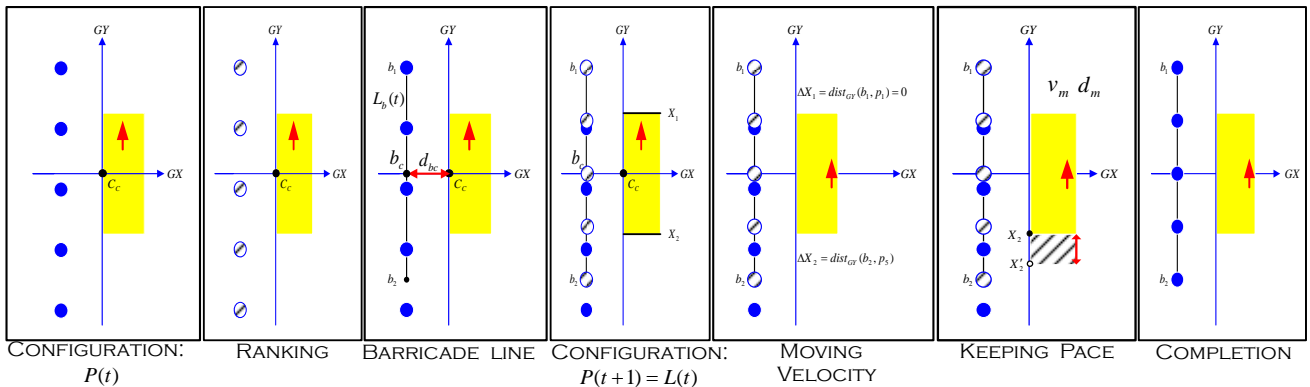 GY
GX
C_c
CONFIGURATION:
P(t)
GY
GX
C_c
RANKING
GY
b_1
L_b(t)
b_c
d_bc
C_c
GX
b_2
BARRICADE LINE
GY
b_1
X_1
b_c
C_c
GX
X_2
b_2
CONFIGURATION:
P(t+1) = L(t)
GY
b_1
ΔX_1 = dist_GY(b_1, p_1) = 0
GX
ΔX_2 = dist_GY(b_2, p_5)
b_2
MOVING
VELOCITY
GY
b_1
v_m d_m
GX
X_2
X'_2
b_2
KEEPING PACE
GY
b_1
GX
b_2
COMPLETION